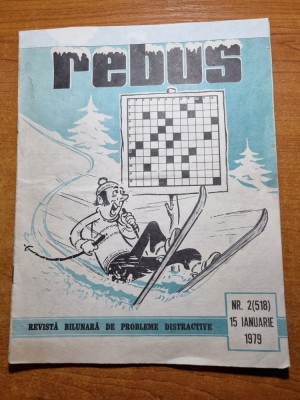 rebus
NR. 2(518)
15 IANUARIE
1979
REVISTĂ BILUNARĂ DE PROBLEME DISTRACTIVE